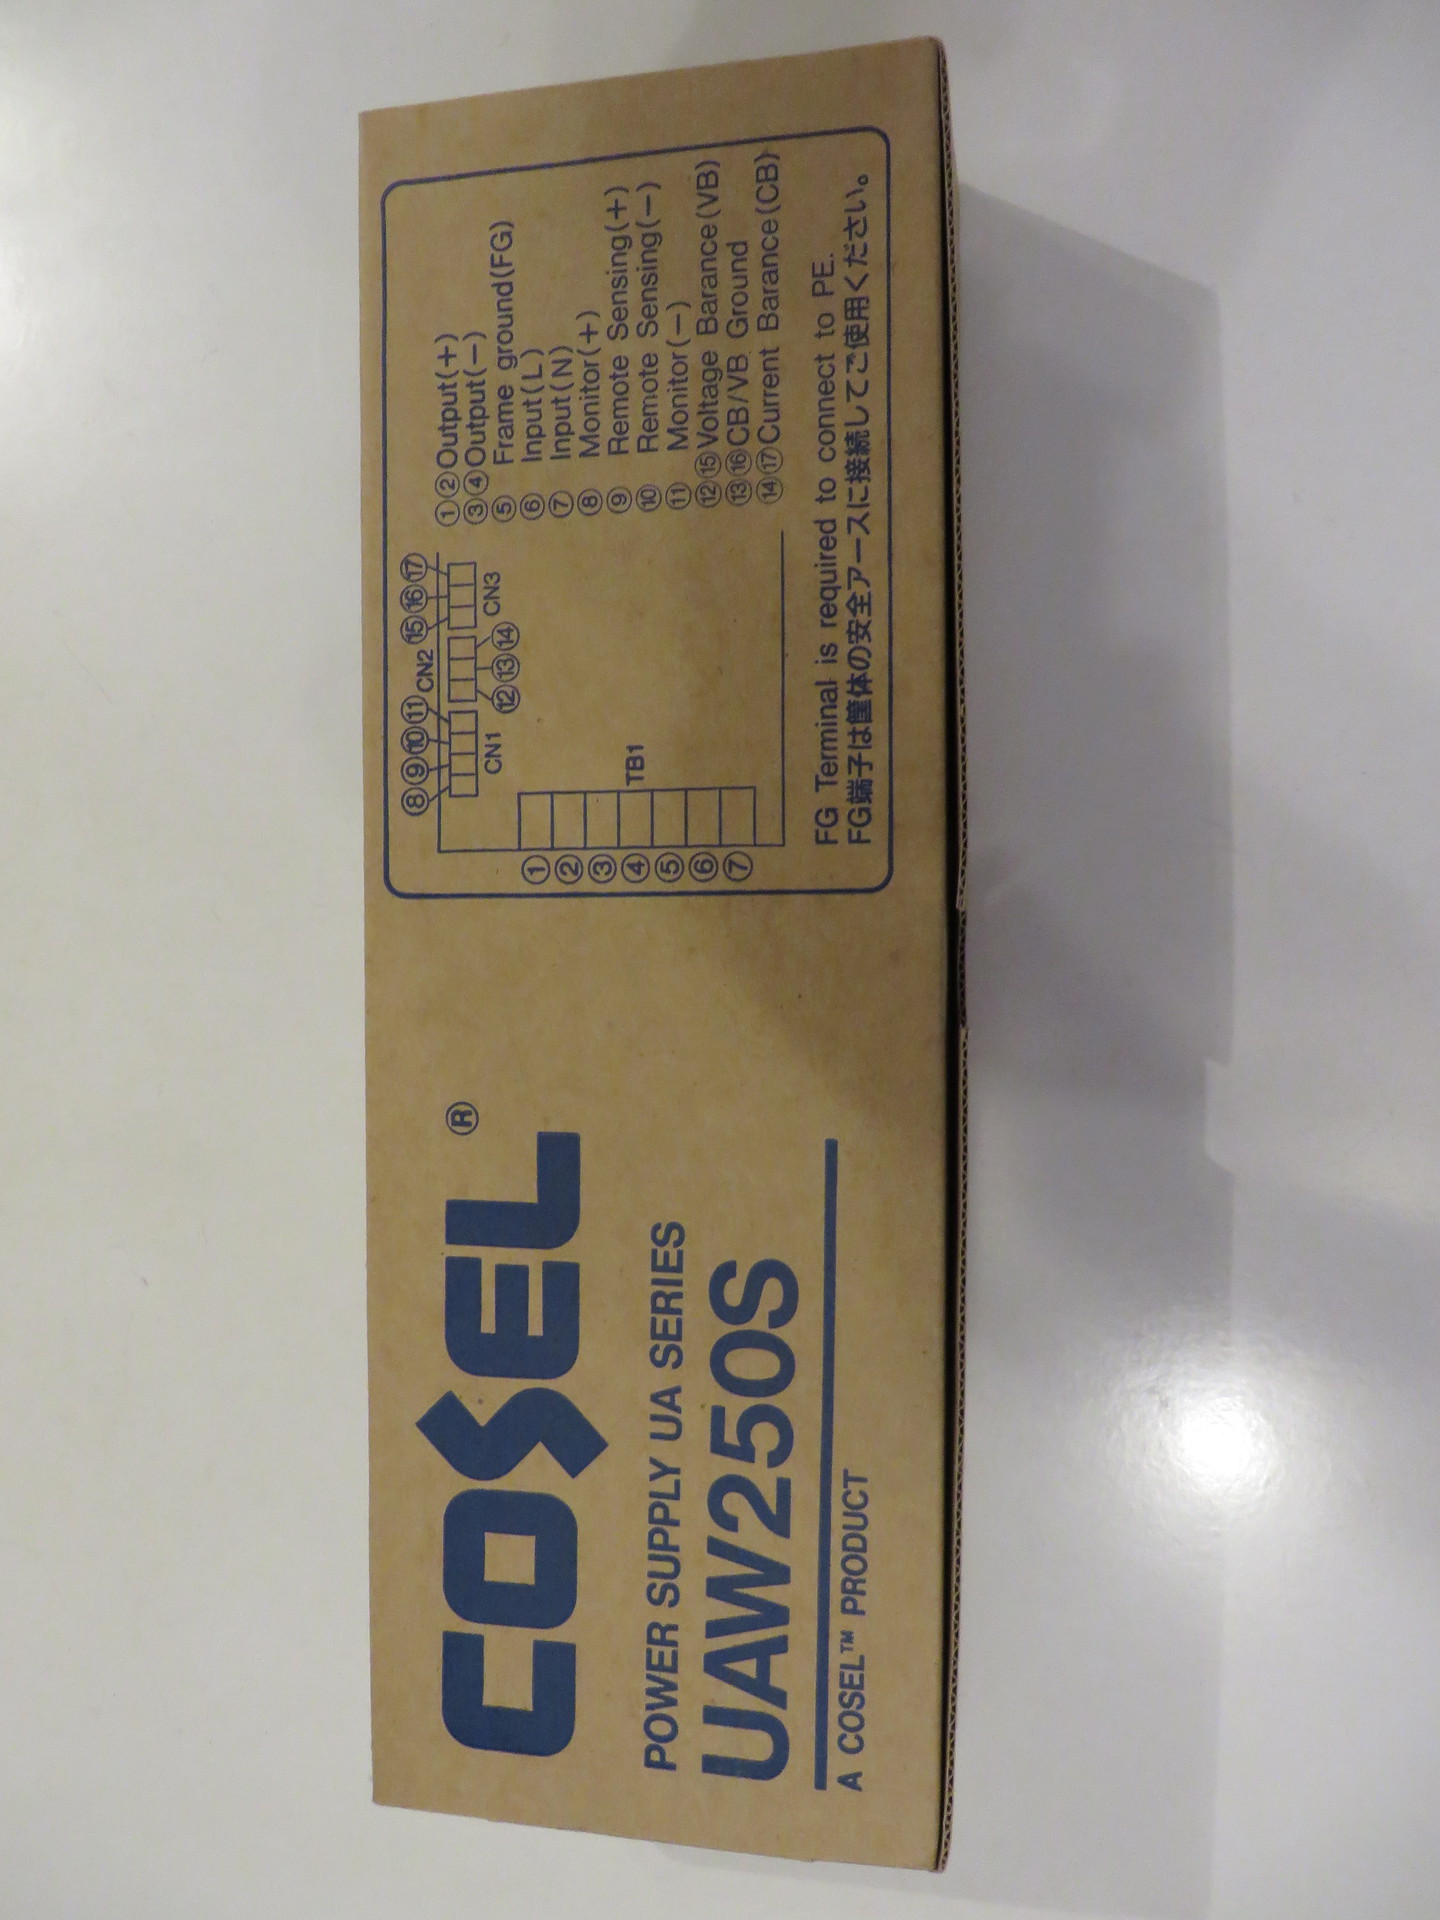 COSEL®
POWER SUPPLY UA SERIES
UAW250S
A COSEL™ PRODUCT
⑧⑨⑩⑪ CN2 ⑮⑯⑰
CN1 ⑫⑬⑭ CN3
①
②
③
④ TB1
⑤
⑥
⑦
①②Output(+)
③④Output(−)
⑤ Frame ground(FG)
⑥ Input(L)
⑦ Input(N)
⑧ Monitor(+)
⑨ Remote Sensing(+)
⑩ Remote Sensing(−)
⑪ Monitor(−)
⑫⑮Voltage Barance(VB)
⑬⑯CB/VB Ground
⑭⑰Current Barance(CB)
FG Terminal is required to connect to PE.
FG端子は筐体の安全アースに接続してご使用ください。